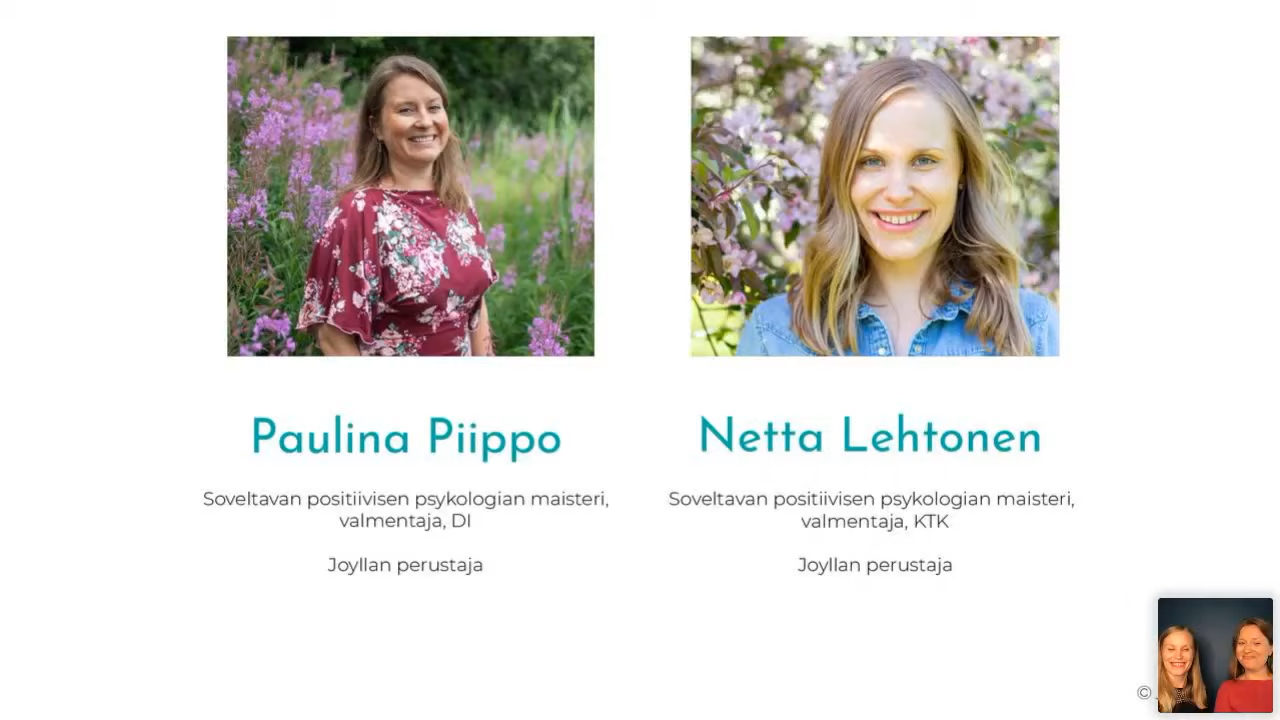 Paulina Piippo
Soveltavan positiivisen psykologian maisteri,
valmentaja, DI
Joyllan perustaja
Netta Lehtonen
Soveltavan positiivisen psykologian maisteri,
valmentaja, KTK
Joyllan perustaja
©